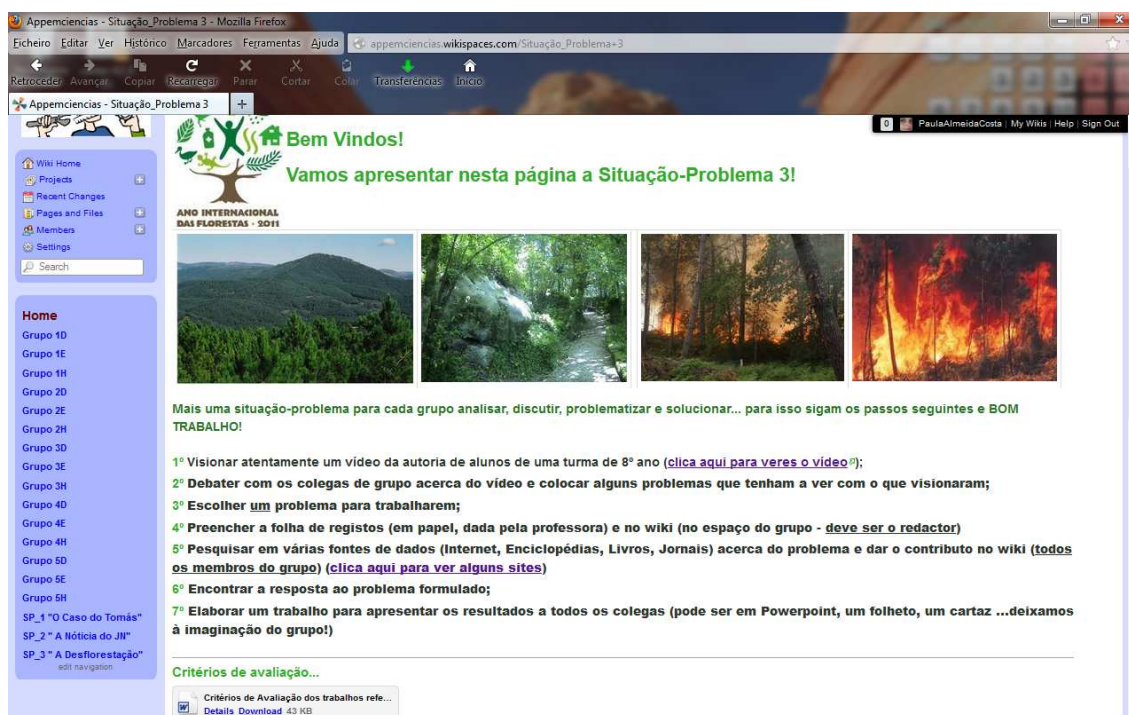 Appemciencias - Situação_Problema 3 - Mozilla Firefox
Ficheiro Editar Ver Histórico Marcadores Ferramentas Ajuda
appemciencias.wikispaces.com/Situação_Problema+3
Retroceder Avançar Copiar Recarregar Parar Cortar Colar Transferências Início
Appemciencias - Situação_Problema 3
0 PaulaAlmeidaCosta | My Wikis | Help | Sign Out
Wiki Home
Projects
Recent Changes
Pages and Files
Members
Settings
Search
Home
Grupo 1D
Grupo 1E
Grupo 1H
Grupo 2D
Grupo 2E
Grupo 2H
Grupo 3D
Grupo 3E
Grupo 3H
Grupo 4D
Grupo 4E
Grupo 4H
Grupo 5D
Grupo 5E
Grupo 5H
SP_1 "O Caso do Tomás"
SP_2 " A Nóticia do JN"
SP_3 " A Desflorestação"
edit navigation
ANO INTERNACIONAL
DAS FLORESTAS - 2011
Bem Vindos!
Vamos apresentar nesta página a Situação-Problema 3!
Mais uma situação-problema para cada grupo analisar, discutir, problematizar e solucionar... para isso sigam os passos seguintes e BOM
TRABALHO!
1º Visionar atentamente um vídeo da autoria de alunos de uma turma de 8º ano (clica aqui para veres o vídeo);
2º Debater com os colegas de grupo acerca do vídeo e colocar alguns problemas que tenham a ver com o que visionaram;
3º Escolher um problema para trabalharem;
4º Preencher a folha de registos (em papel, dada pela professora) e no wiki (no espaço do grupo - deve ser o redactor)
5º Pesquisar em várias fontes de dados (Internet, Enciclopédias, Livros, Jornais) acerca do problema e dar o contributo no wiki (todos
os membros do grupo) (clica aqui para ver alguns sites)
6º Encontrar a resposta ao problema formulado;
7º Elaborar um trabalho para apresentar os resultados a todos os colegas (pode ser em Powerpoint, um folheto, um cartaz ...deixamos
à imaginação do grupo!)
Critérios de avaliação...
Critérios de Avaliação dos trabalhos refe...
Details Download 43 KB